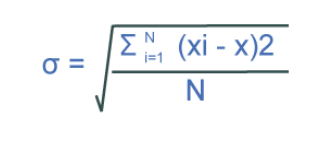 σ = √ Σ N i=1 (xi - x)2
N